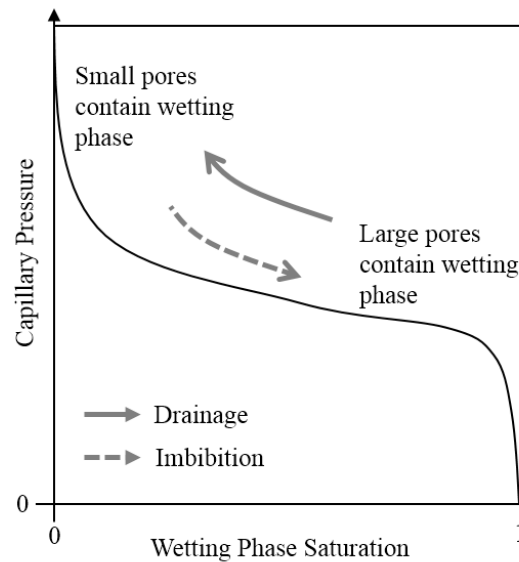 Small pores
contain wetting
phase
Large pores
contain wetting
phase
Capillary Pressure
Drainage
Imbibition
0
0
1
Wetting Phase Saturation